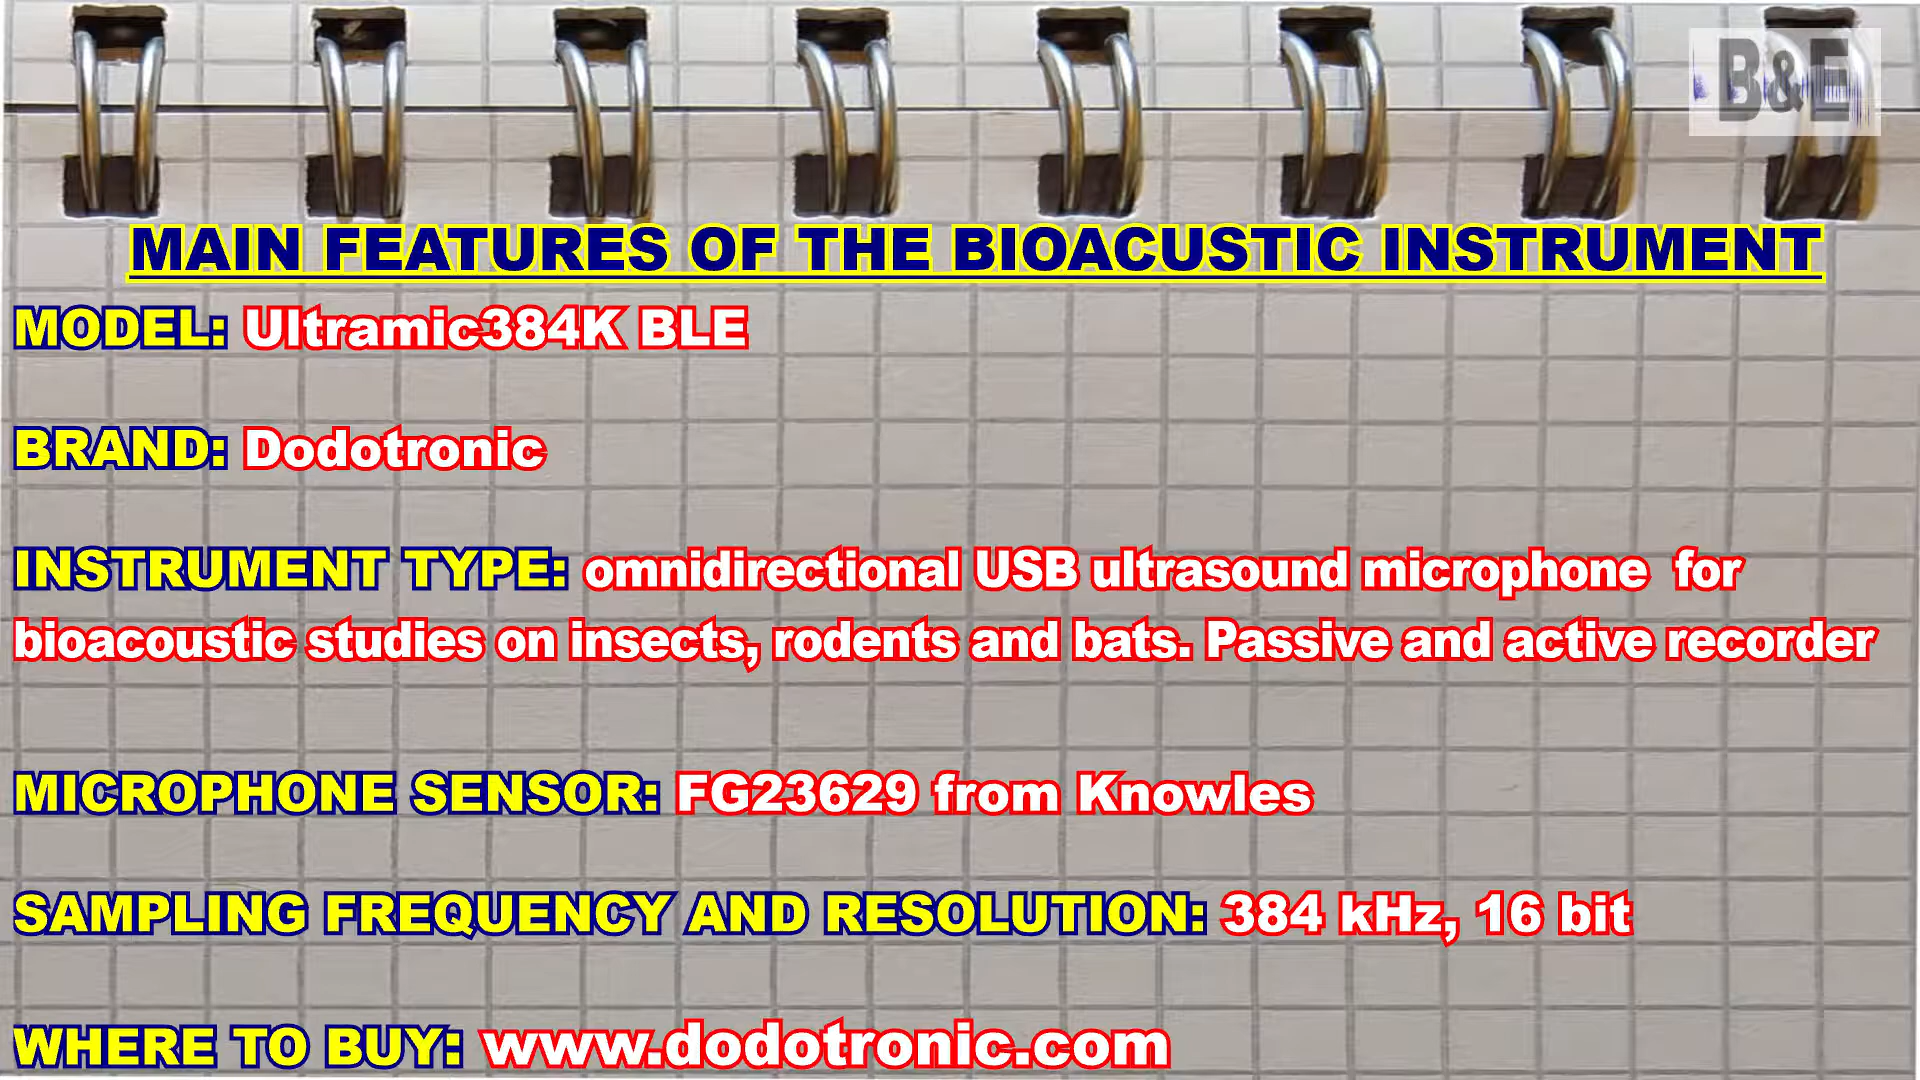 B&E
MAIN FEATURES OF THE BIOACUSTIC INSTRUMENT
MODEL: Ultramic384K BLE
BRAND: Dodotronic
INSTRUMENT TYPE: omnidirectional USB ultrasound microphone for
bioacoustic studies on insects, rodents and bats. Passive and active recorder
MICROPHONE SENSOR: FG23629 from Knowles
SAMPLING FREQUENCY AND RESOLUTION: 384 kHz, 16 bit
WHERE TO BUY: www.dodotronic.com